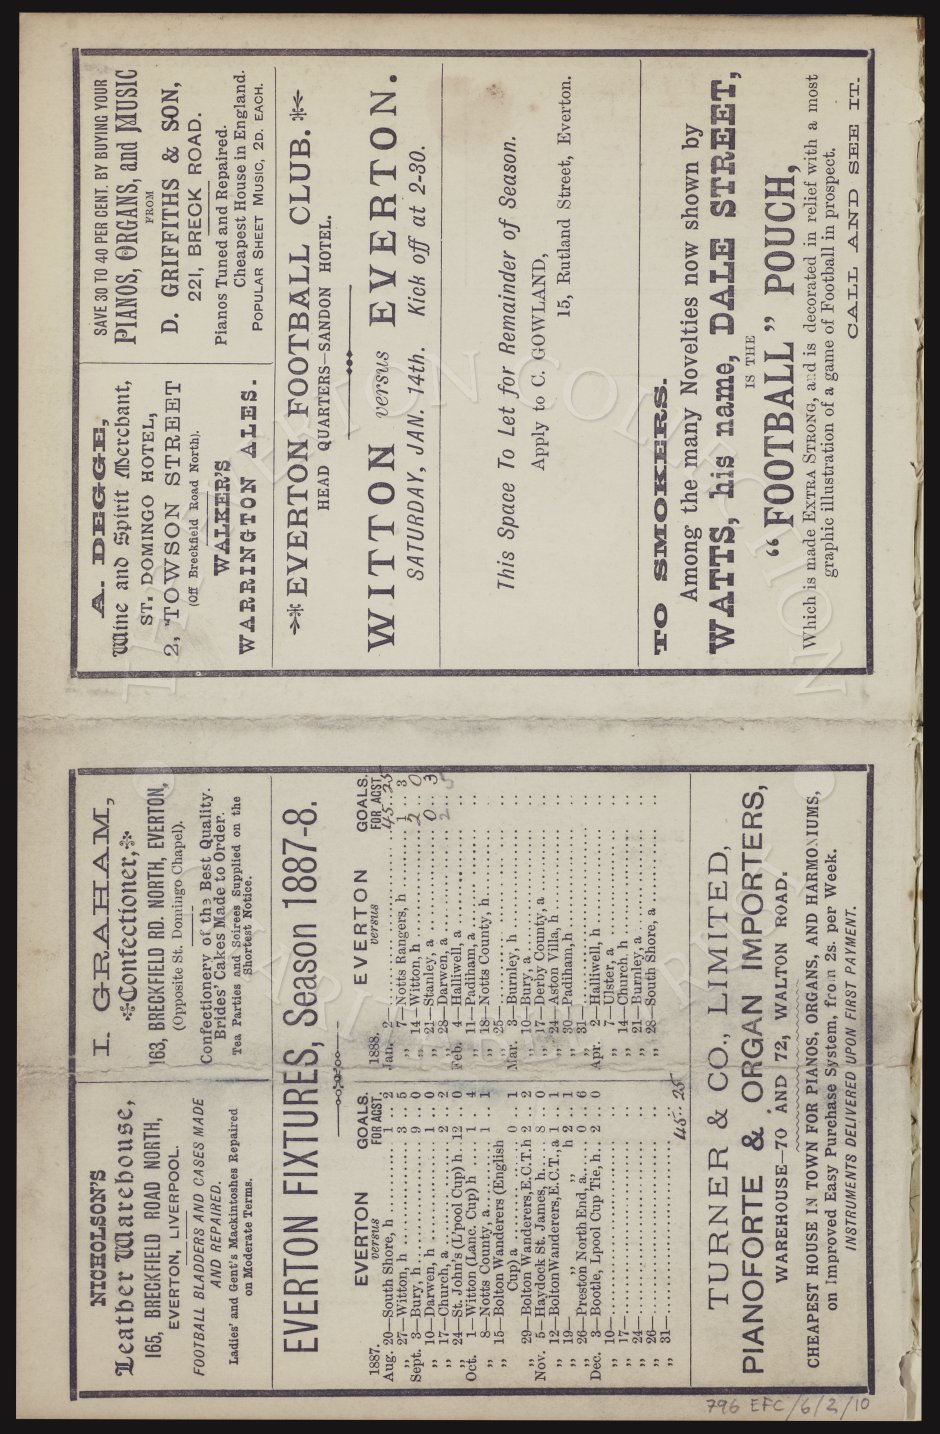 NICHOLSON'S
Leather Warehouse,
165, BRECKFIELD ROAD NORTH,
EVERTON, LIVERPOOL.
FOOTBALL BLADDERS AND CASES MADE
AND REPAIRED.
Ladies' and Gent's Mackintoshes Repaired
on Moderate Terms.
I. GRAHAM,
Confectioner,
163, BRECKFIELD RD. NORTH, EVERTON,
(Opposite St. Domingo Chapel).
Confectionery of the Best Quality.
Brides' Cakes Made to Order.
Tea Parties and Soirees Supplied on the
Shortest Notice.
EVERTON FIXTURES, Season 1887-8.
EVERTON GOALS.
1887. versus FOR AGST.
Aug. 20—South Shore, h 1 .. 2
,, 27—Witton, h 3 .. 5
Sept. 3—Bury, h 9 .. 0
,, 10—Darwen, h 1 .. 0
,, 17—Church, a 2 .. 2
,, 24—St. John's (L'pool Cup) h..12 .. 0
Oct. 1—Witton (Lanc. Cup) h 1 .. 4
,, 8—Notts County, a 1 .. 1
,, 15—Bolton Wanderers (English
Cup) a 0 .. 1
,, 29—Bolton Wanderers, E.C.T. h 2 .. 2
Nov. 5—Haydock St. James, h 8 .. 0
,, 12—Bolton Wanderers, E.C.T., a 1 .. 1
,, 19— ,, ,, h 2 .. 1
,, 26—Preston North End, a 0 .. 6
Dec. 3—Bootle, Lpool Cup Tie, h 2 .. 0
,, 10—
,, 17—
,, 24—
,, 26—
,, 31—
45 .. 25
EVERTON GOALS.
1888. versus FOR AGST.
Jan. 2— 45 .. 25
,, 7—Notts Rangers, h 1 .. 3
,, 14—Witton, h 2 .. 0
,, 21—Stanley, a 0 .. 3
,, 28—Darwen, a 2 .. 5
Feb. 4—Halliwell, a ..
,, 11—Padiham, a ..
,, 18—Notts County, h ..
,, 25— ..
Mar. 3—Burnley, h ..
,, 10—Bury, a ..
,, 17—Derby County, a ..
,, 24—Aston Villa, h ..
,, 30—Padiham, h ..
,, 31— ..
Apr. 2—Halliwell, h ..
,, 7—Ulster, a ..
,, 14—Church. h ..
,, 21—Burnley, a ..
,, 28—South Shore, a ..
TURNER & CO., LIMITED,
PIANOFORTE & ORGAN IMPORTERS,
WAREHOUSE—70 AND 72, WALTON ROAD.
CHEAPEST HOUSE IN TOWN FOR PIANOS, ORGANS, AND HARMONIUMS,
on Improved Easy Purchase System, from 2s. per Week.
INSTRUMENTS DELIVERED UPON FIRST PAYMENT.
796 EFC/6/2/10
A. DEGGE,
Wine and Spirit Merchant,
ST. DOMINGO HOTEL,
2, TOWSON STREET
(Off Breckfield Road North).
WALKER'S
WARRINGTON ALES.
SAVE 30 TO 40 PER CENT. BY BUYING YOUR
PIANOS, ORGANS, and MUSIC
FROM
D. GRIFFITHS & SON,
221, BRECK ROAD.
Pianos Tuned and Repaired.
Cheapest House in England.
POPULAR SHEET MUSIC, 2D. EACH.
EVERTON FOOTBALL CLUB.
HEAD QUARTERS—SANDON HOTEL.
WITTON versus EVERTON.
SATURDAY, JAN. 14th. Kick off at 2-30.
This Space To Let for Remainder of Season.
Apply to C. GOWLAND,
15, Rutland Street, Everton.
TO SMOKERS.
Among the many Novelties now shown by
WATTS, his name, DALE STREET,
IS THE
"FOOTBALL" POUCH,
Which is made EXTRA STRONG, and is decorated in relief with a most
graphic illustration of a game of Football in prospect.
CALL AND SEE IT.
THE EVERTON COLLECTION